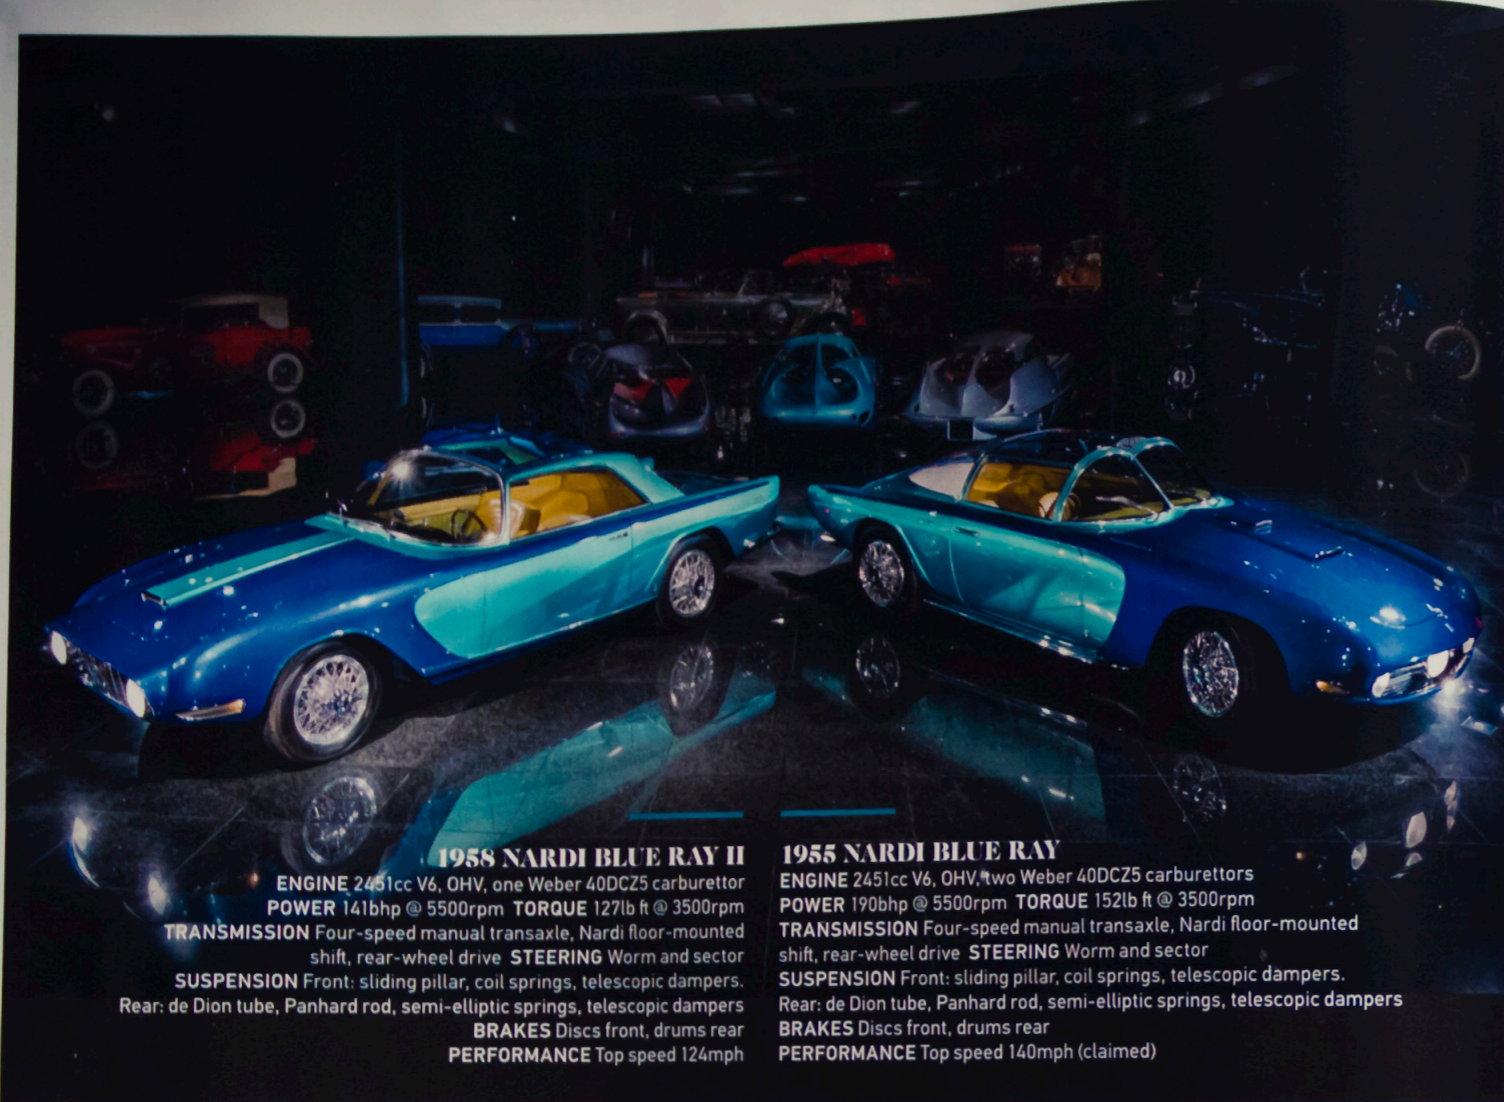 1958 NARDI BLUE RAY II
ENGINE 2451cc V6, OHV, one Weber 40DCZ5 carburettor
POWER 141bhp @ 5500rpm TORQUE 127lb ft @ 3500rpm
TRANSMISSION Four-speed manual transaxle, Nardi floor-mounted
shift, rear-wheel drive STEERING Worm and sector
SUSPENSION Front: sliding pillar, coil springs, telescopic dampers.
Rear: de Dion tube, Panhard rod, semi-elliptic springs, telescopic dampers
BRAKES Discs front, drums rear
PERFORMANCE Top speed 124mph
1955 NARDI BLUE RAY
ENGINE 2451cc V6, OHV, two Weber 40DCZ5 carburettors
POWER 190bhp @ 5500rpm TORQUE 152lb ft @ 3500rpm
TRANSMISSION Four-speed manual transaxle, Nardi floor-mounted
shift, rear-wheel drive STEERING Worm and sector
SUSPENSION Front: sliding pillar, coil springs, telescopic dampers.
Rear: de Dion tube, Panhard rod, semi-elliptic springs, telescopic dampers
BRAKES Discs front, drums rear
PERFORMANCE Top speed 140mph (claimed)